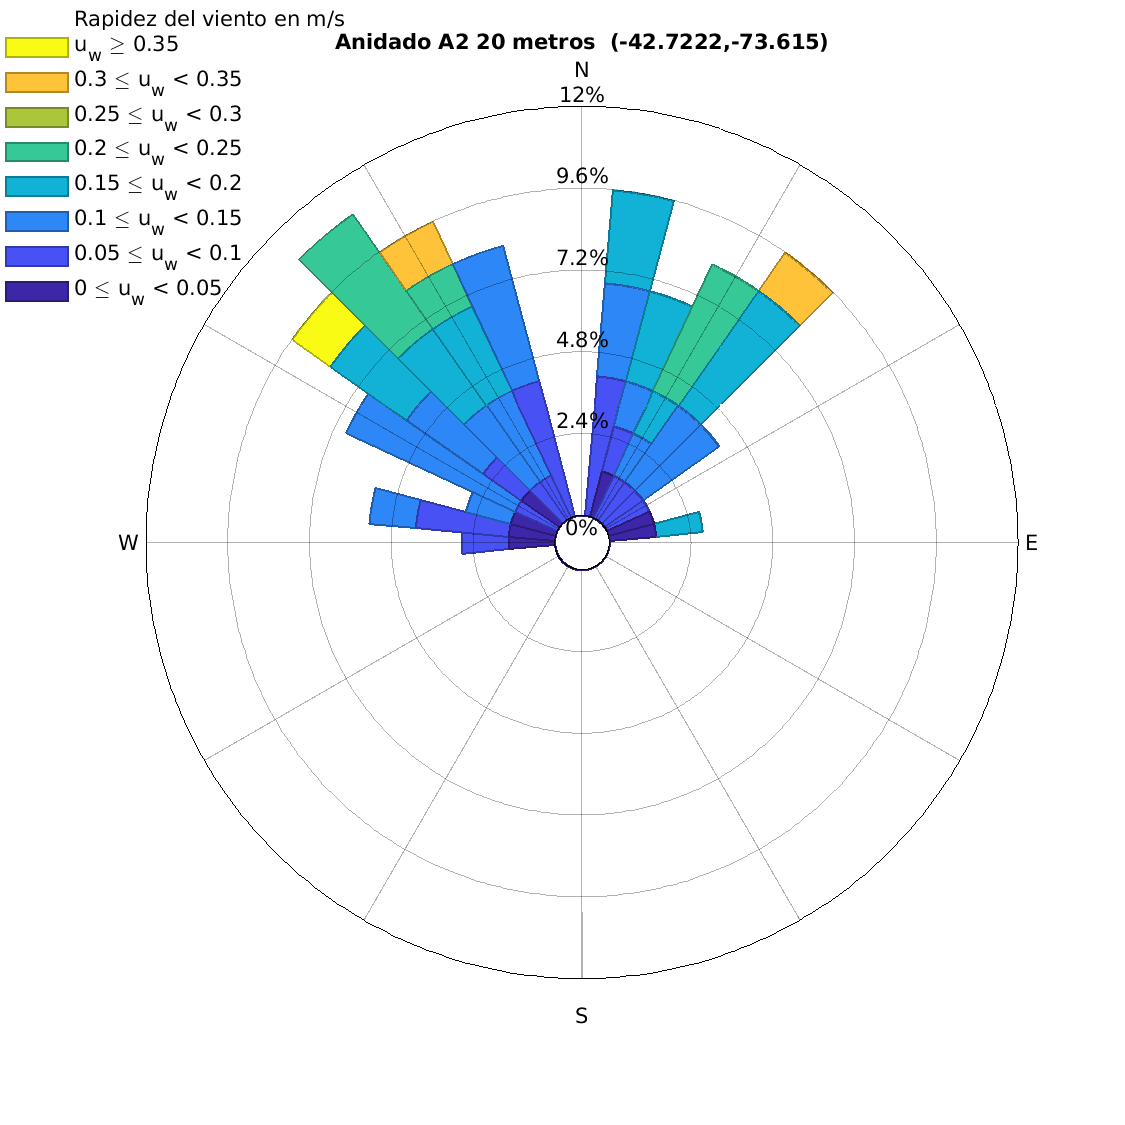 Rapidez del viento en m/s
u_w ≥ 0.35
0.3 ≤ u_w < 0.35
0.25 ≤ u_w < 0.3
0.2 ≤ u_w < 0.25
0.15 ≤ u_w < 0.2
0.1 ≤ u_w < 0.15
0.05 ≤ u_w < 0.1
0 ≤ u_w < 0.05
Anidado A2 20 metros (-42.7222,-73.615)
N
12%
9.6%
7.2%
4.8%
2.4%
0%
W
E
S